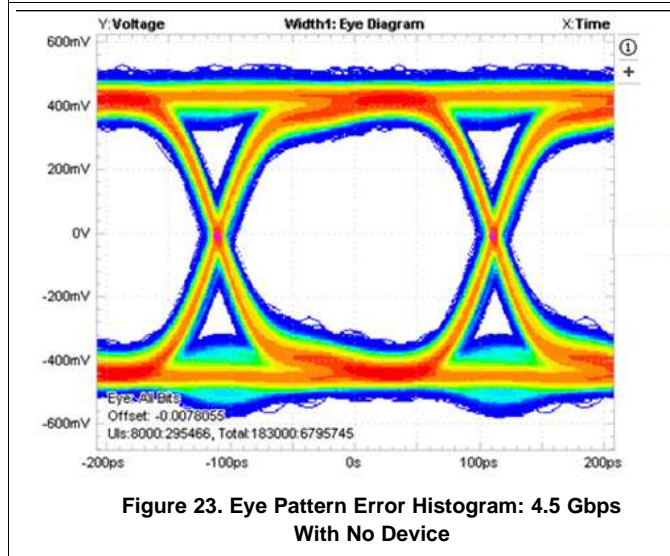 Y:Voltage Width1: Eye Diagram X:Time
600mV
1
+
400mV
200mV
0V
-200mV
-400mV
-600mV
Eye: All Bits
Offset: -0.0078055
UIs:8000:295466, Total:183000:6795745
-200ps -100ps 0s 100ps 200ps
Figure 23. Eye Pattern Error Histogram: 4.5 Gbps
With No Device